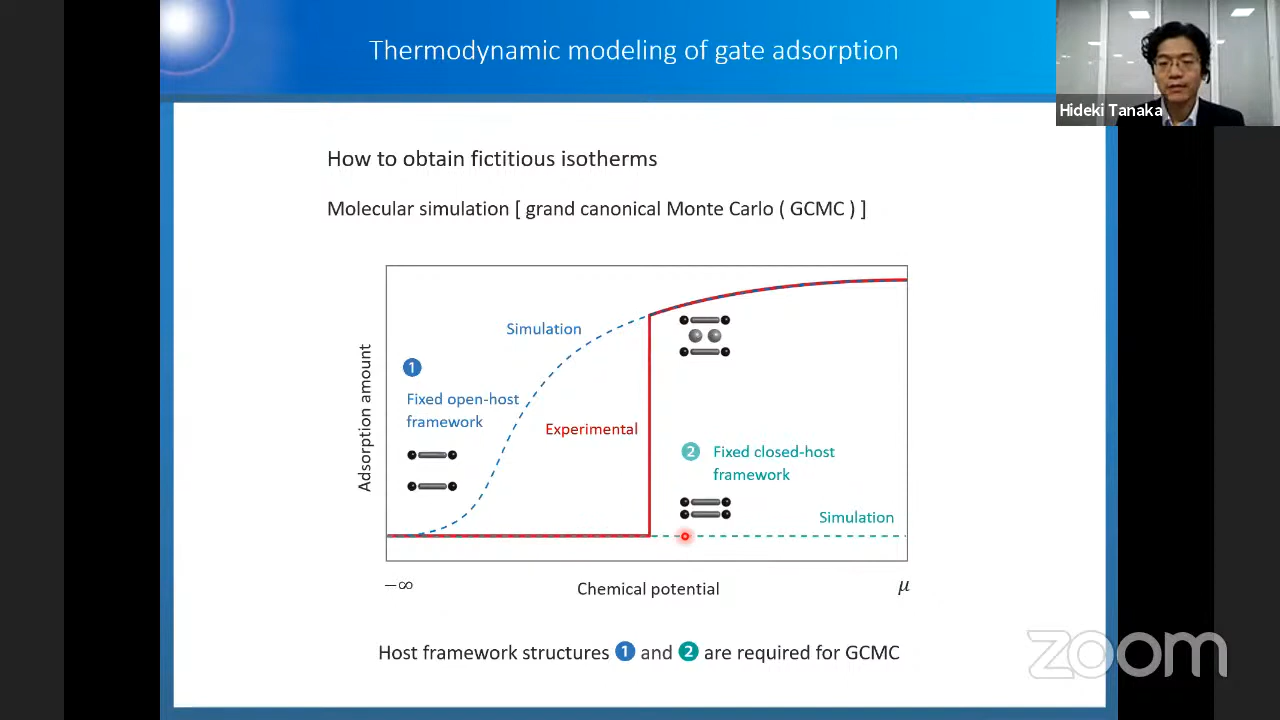 Thermodynamic modeling of gate adsorption
Hideki Tanaka
How to obtain fictitious isotherms
Molecular simulation [ grand canonical Monte Carlo ( GCMC ) ]
Adsorption amount
Simulation
1
Fixed open-host
framework
Experimental
2
Fixed closed-host
framework
Simulation
−∞
Chemical potential
μ
Host framework structures 1 and 2 are required for GCMC
zoom